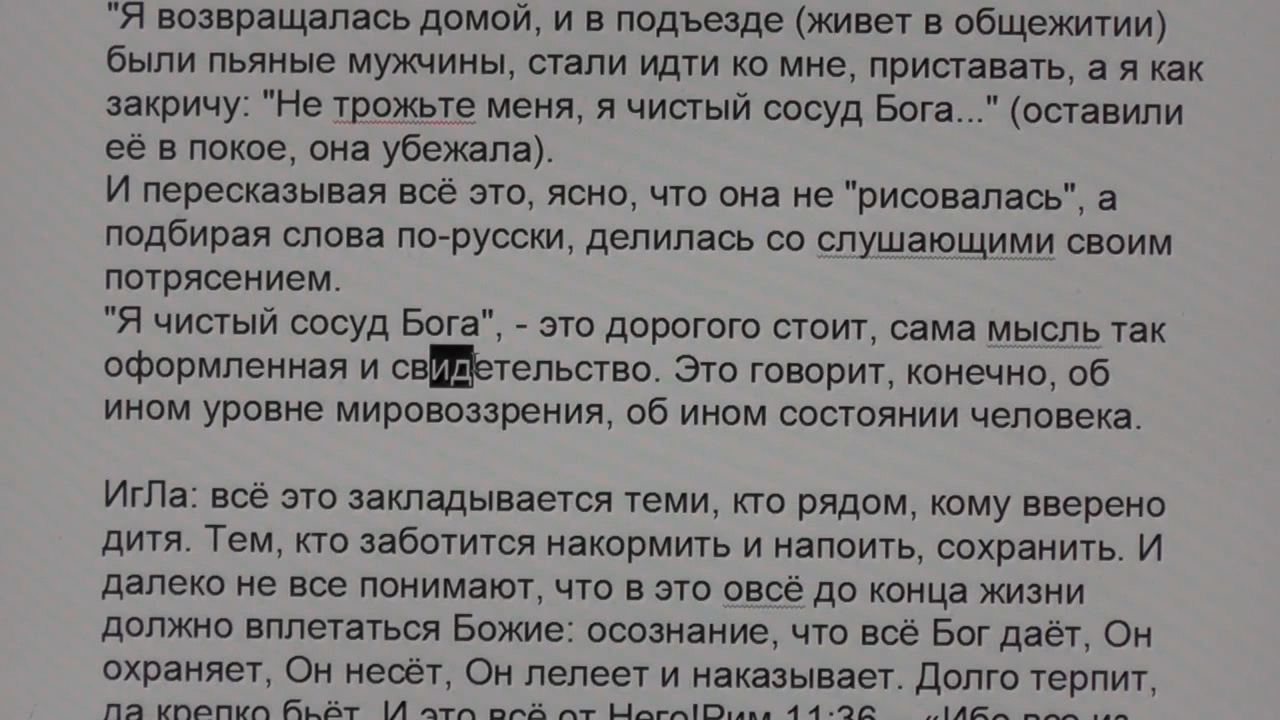 "Я возвращалась домой, и в подъезде (живет в общежитии)
были пьяные мужчины, стали идти ко мне, приставать, а я как
закричу: "Не трожьте меня, я чистый сосуд Бога..." (оставили
её в покое, она убежала).
И пересказывая всё это, ясно, что она не "рисовалась", а
подбирая слова по-русски, делилась со слушающими своим
потрясением.
"Я чистый сосуд Бога", - это дорогого стоит, сама мысль так
оформленная и свидетельство. Это говорит, конечно, об
ином уровне мировоззрения, об ином состоянии человека.
ИгЛа: всё это закладывается теми, кто рядом, кому вверено
дитя. Тем, кто заботится накормить и напоить, сохранить. И
далеко не все понимают, что в это овсё до конца жизни
должно вплетаться Божие: осознание, что всё Бог даёт, Он
охраняет, Он несёт, Он лелеет и наказывает. Долго терпит,
да крепко бьёт. И это всё от Него!Рим.11:36 «Ибо все из